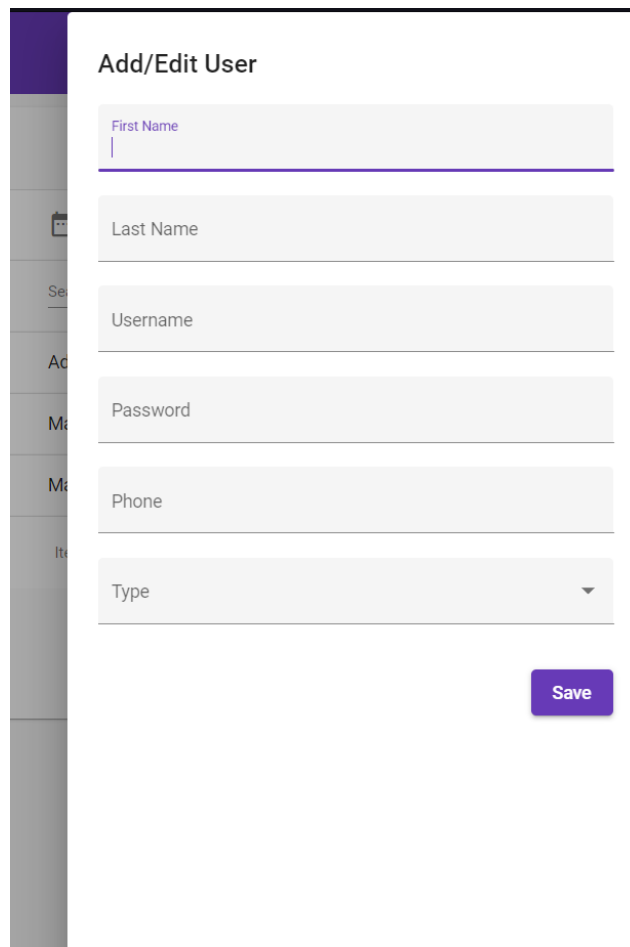 Add/Edit User
First Name
Last Name
Username
Password
Phone
Type
Save